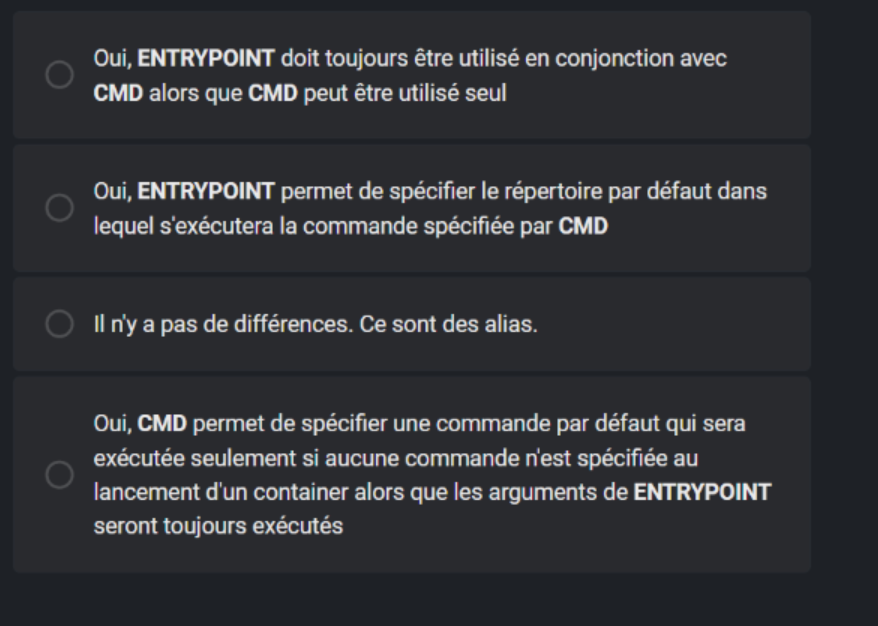 Oui, ENTRYPOINT doit toujours être utilisé en conjonction avec
CMD alors que CMD peut être utilisé seul
Oui, ENTRYPOINT permet de spécifier le répertoire par défaut dans
lequel s'exécutera la commande spécifiée par CMD
Il n'y a pas de différences. Ce sont des alias.
Oui, CMD permet de spécifier une commande par défaut qui sera
exécutée seulement si aucune commande n'est spécifiée au
lancement d'un container alors que les arguments de ENTRYPOINT
seront toujours exécutés